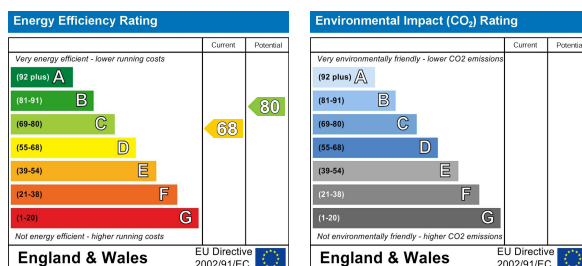 Energy Efficiency Rating
Current Potential
Very energy efficient - lower running costs
(92 plus) A
(81-91) B
80
(69-80) C
68
(55-68) D
(39-54) E
(21-38) F
(1-20) G
Not energy efficient - higher running costs
England & Wales
EU Directive
2002/91/EC
Environmental Impact (CO₂) Rating
Current Potential
Very environmentally friendly - lower CO2 emissions
(92 plus) A
(81-91) B
(69-80) C
(55-68) D
(39-54) E
(21-38) F
(1-20) G
Not environmentally friendly - higher CO2 emissions
England & Wales
EU Directive
2002/91/EC